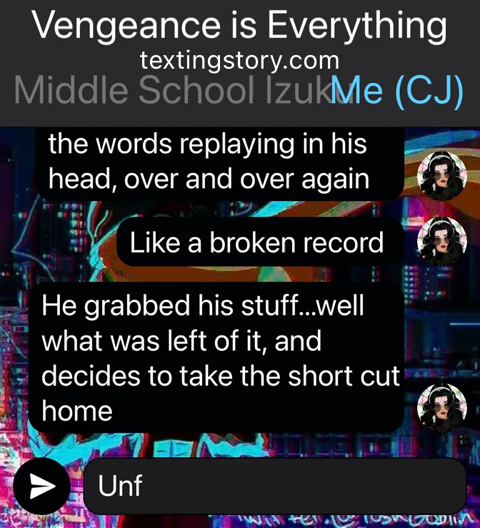 Vengeance is Everything
textingstory.com
Middle School Izuku Me (CJ)
the words replaying in his
head, over and over again
Like a broken record
He grabbed his stuff...well
what was left of it, and
decides to take the short cut
home
Unf